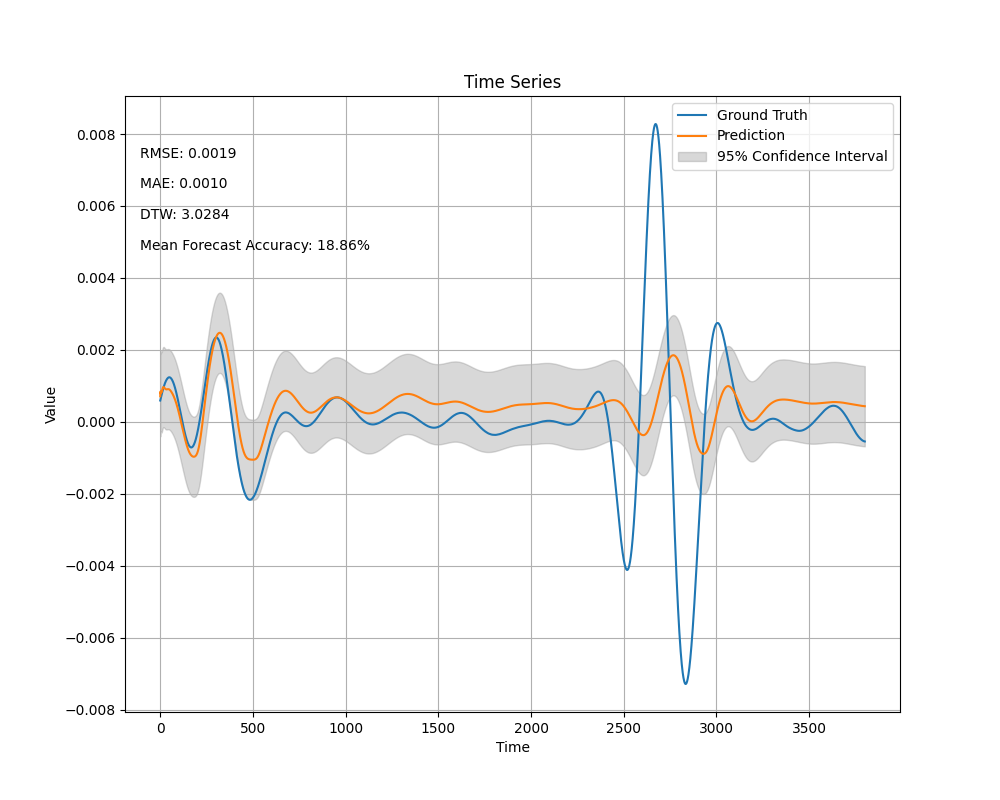 Time Series
Ground Truth
Prediction
95% Confidence Interval
RMSE: 0.0019
MAE: 0.0010
DTW: 3.0284
Mean Forecast Accuracy: 18.86%
Value
0.008
0.006
0.004
0.002
0.000
−0.002
−0.004
−0.006
−0.008
0 500 1000 1500 2000 2500 3000 3500
Time